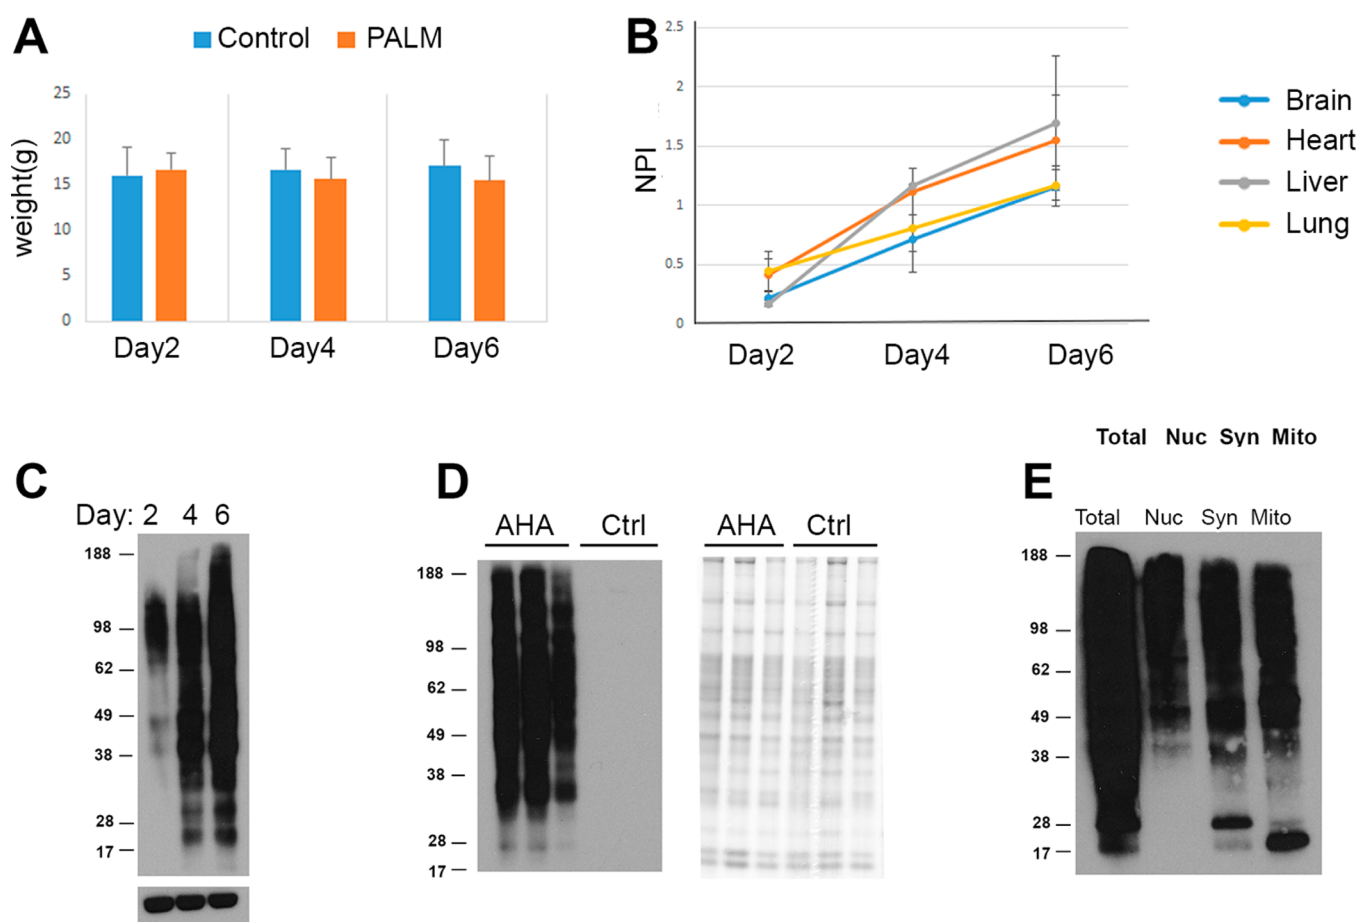 A
Control PALM
weight(g)
25
20
15
10
5
0
Day2 Day4 Day6
B
NPI
2.5
2
1.5
1
0.5
0
Day2 Day4 Day6
Brain
Heart
Liver
Lung
C
Day: 2 4 6
188
98
62
49
38
28
17
D
AHA Ctrl
188
98
62
49
38
28
17
AHA Ctrl
Total Nuc Syn Mito
E
Total Nuc Syn Mito
188
98
62
49
38
28
17